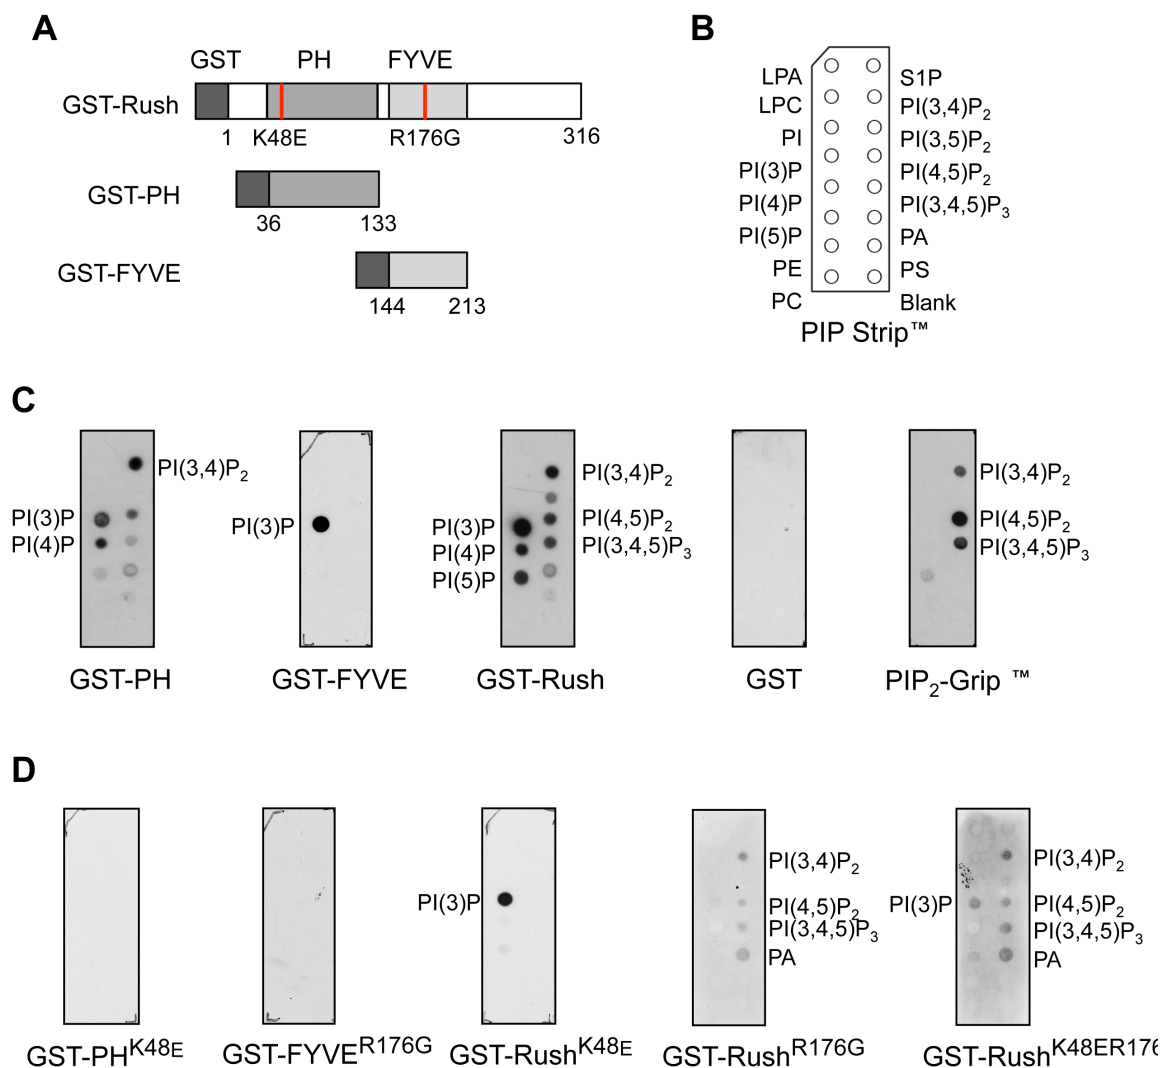 A
GST PH FYVE
GST-Rush
1 K48E R176G 316
GST-PH
36 133
GST-FYVE
144 213
B
LPA S1P
LPC PI(3,4)P2
PI PI(3,5)P2
PI(3)P PI(4,5)P2
PI(4)P PI(3,4,5)P3
PI(5)P PA
PE PS
PC Blank
PIP Strip™
C
PI(3,4)P2
PI(3)P
PI(4)P
GST-PH
PI(3)P
GST-FYVE
PI(3,4)P2
PI(3)P PI(4,5)P2
PI(4)P PI(3,4,5)P3
PI(5)P
GST-Rush
GST
PI(3,4)P2
PI(4,5)P2
PI(3,4,5)P3
PIP2-Grip ™
D
GST-PHK48E
GST-FYVER176G
PI(3)P
GST-RushK48E
PI(3,4)P2
PI(4,5)P2
PI(3,4,5)P3
PA
GST-RushR176G
PI(3,4)P2
PI(3)P PI(4,5)P2
PI(3,4,5)P3
PA
GST-RushK48ER176